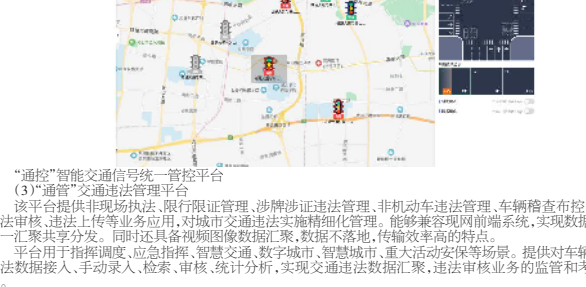 “通控”智能交通信号统一管控平台
(3)“通管”交通违法管理平台
该平台提供非现场执法、限行限证管理、涉牌涉证违法管理、非机动车违法管理、车辆稽查布控
法审核、违法上传等业务应用,对城市交通违法实施精细化管理。能够兼容现网前端系统,实现数据
一汇聚共享分发。同时还具备视频图像数据汇聚,数据不落地,传输效率高的特点。
平台用于指挥调度、应急指挥、智慧交通、数字城市、智慧城市、重大活动安保等场景。提供对车辆
法数据接入、手动录入、检索、审核、统计分析,实现交通违法数据汇聚,违法审核业务的监管和考
。